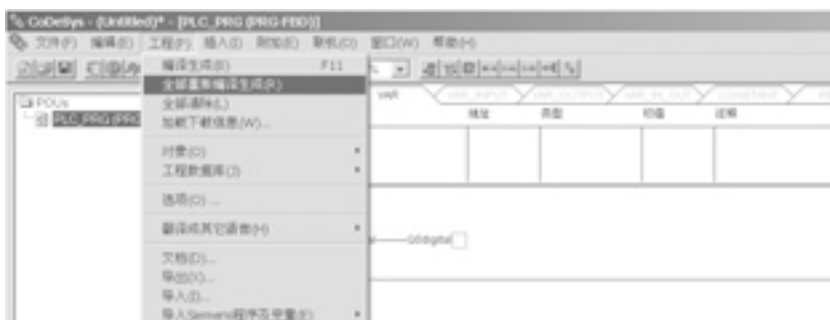 CoDeSys - (Untitled)* - [PLC_PRG (PRG-FBD)]
文件(F) 编辑(E) 工程(P) 插入(I) 附加(E) 联机(O) 窗口(W) 帮助(H)
编译生成(B) F11
全部重新编译生成(R)
VAR VAR_INPUT VAR_OUTPUT VAR_IN_OUT CONSTANT
POUs
全部清除(L)
地址 类型 初值 注释
PLC_PRG (PRG
加载下载信息(W)...
对象(O)
工程数据库(J)
选项(O) ...
翻译成其它语言(H)
文档(D)...
导出(X)...
导入(I)...
导入Siemens程序及变量(E)